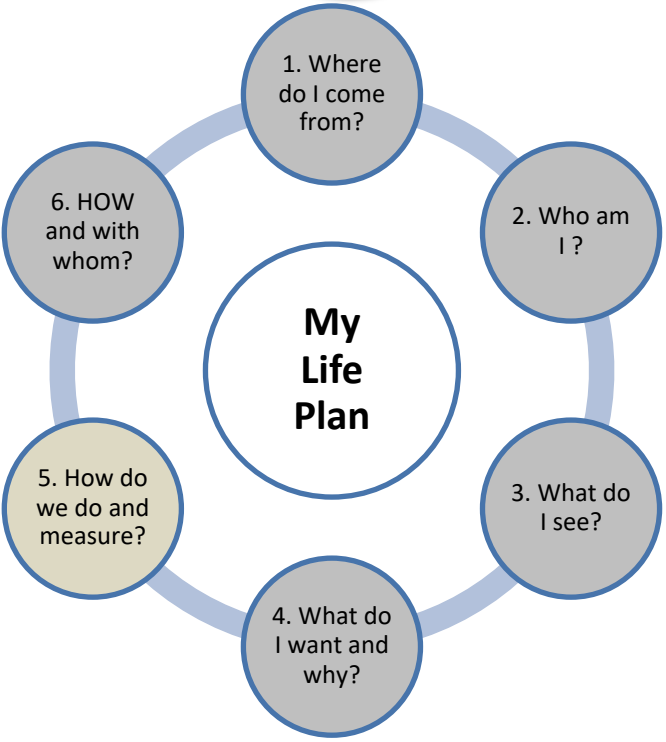 1. Where
do I come
from?
2. Who am
I ?
3. What do
I see?
4. What do
I want and
why?
5. How do
we do and
measure?
6. HOW
and with
whom?
My
Life
Plan